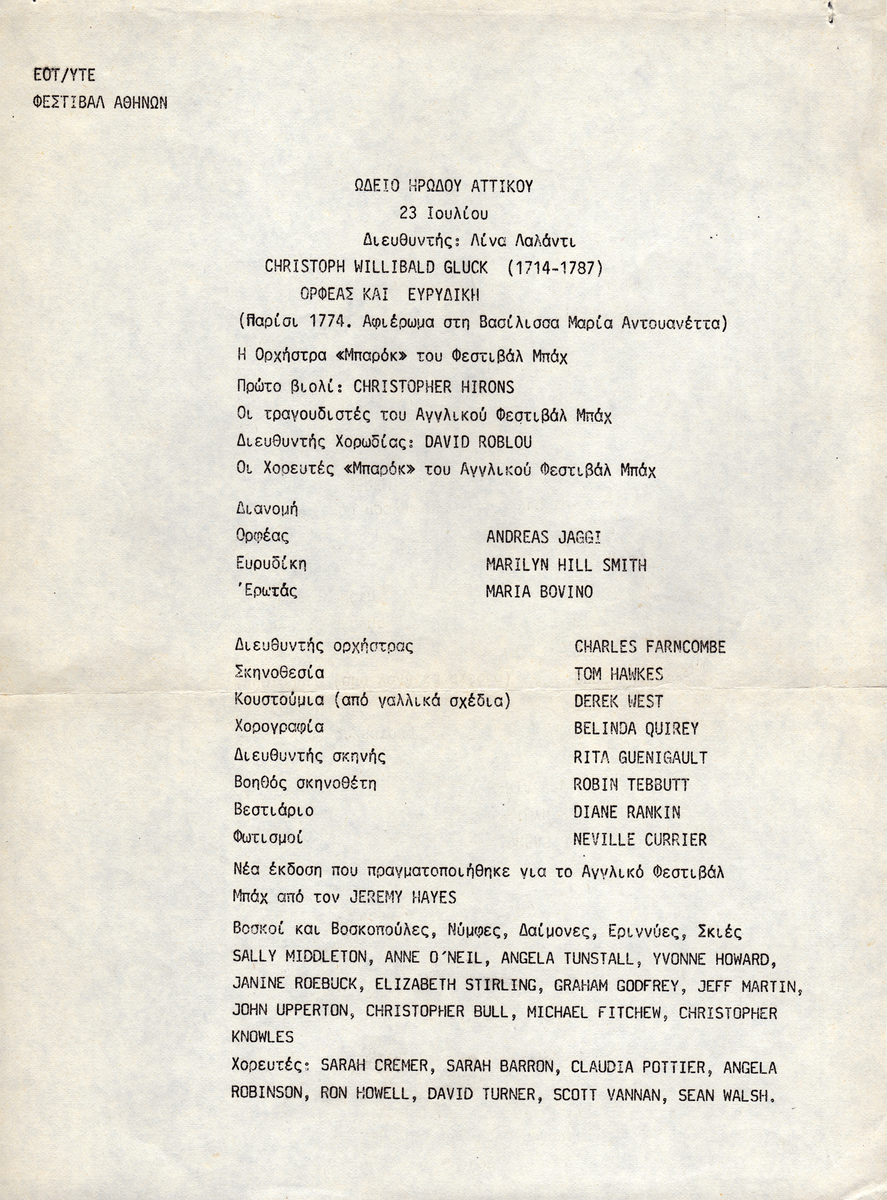 ΕΟΤ/ΥΤΕ
ΦΕΣΤΙΒΑΛ ΑΘΗΝΩΝ
ΩΔΕΙΟ ΗΡΩΔΟΥ ΑΤΤΙΚΟΥ
23 Ιουλίου
Διευθυντής: Λίνα Λαλάντι
CHRISTOPH WILLIBALD GLUCK (1714-1787)
ΟΡΦΕΑΣ ΚΑΙ ΕΥΡΥΔΙΚΗ
(Παρίσι 1774. Αφιέρωμα στη Βασίλισσα Μαρία Αντουανέττα)
Η Ορχήστρα «Μπαρόκ» του Φεστιβάλ Μπάχ
Πρώτο βιολί: CHRISTOPHER HIRONS
Οι τραγουδιστές του Αγγλικού Φεστιβάλ Μπάχ
Διευθυντής Χορωδίας: DAVID ROBLOU
Οι Χορευτές «Μπαρόκ» του Αγγλικού Φεστιβάλ Μπάχ
Διανομή
Ορφέας ANDREAS JAGGI
Ευρυδίκη MARILYN HILL SMITH
'Ερωτάς MARIA BOVINO
Διευθυντής ορχήστρας CHARLES FARNCOMBE
Σκηνοθεσία TOM HAWKES
Κουστούμια (από γαλλικά σχέδια) DEREK WEST
Χορογραφία BELINDA QUIREY
Διευθυντής σκηνής RITA GUENIGAULT
Βοηθός σκηνοθέτη ROBIN TEBBUTT
Βεστιάριο DIANE RANKIN
Φωτισμοί NEVILLE CURRIER
Νέα έκδοση που πραγματοποιήθηκε για το Αγγλικό Φεστιβάλ
Μπάχ από τον JEREMY HAYES
Βοσκοί και Βοσκοπούλες, Νύμφες, Δαίμονες, Εριννύες, Σκιές
SALLY MIDDLETON, ANNE O'NEIL, ANGELA TUNSTALL, YVONNE HOWARD,
JANINE ROEBUCK, ELIZABETH STIRLING, GRAHAM GODFREY, JEFF MARTIN,
JOHN UPPERTON, CHRISTOPHER BULL, MICHAEL FITCHEW, CHRISTOPHER
KNOWLES
Χορευτές: SARAH CREMER, SARAH BARRON, CLAUDIA POTTIER, ANGELA
ROBINSON, RON HOWELL, DAVID TURNER, SCOTT VANNAN, SEAN WALSH.